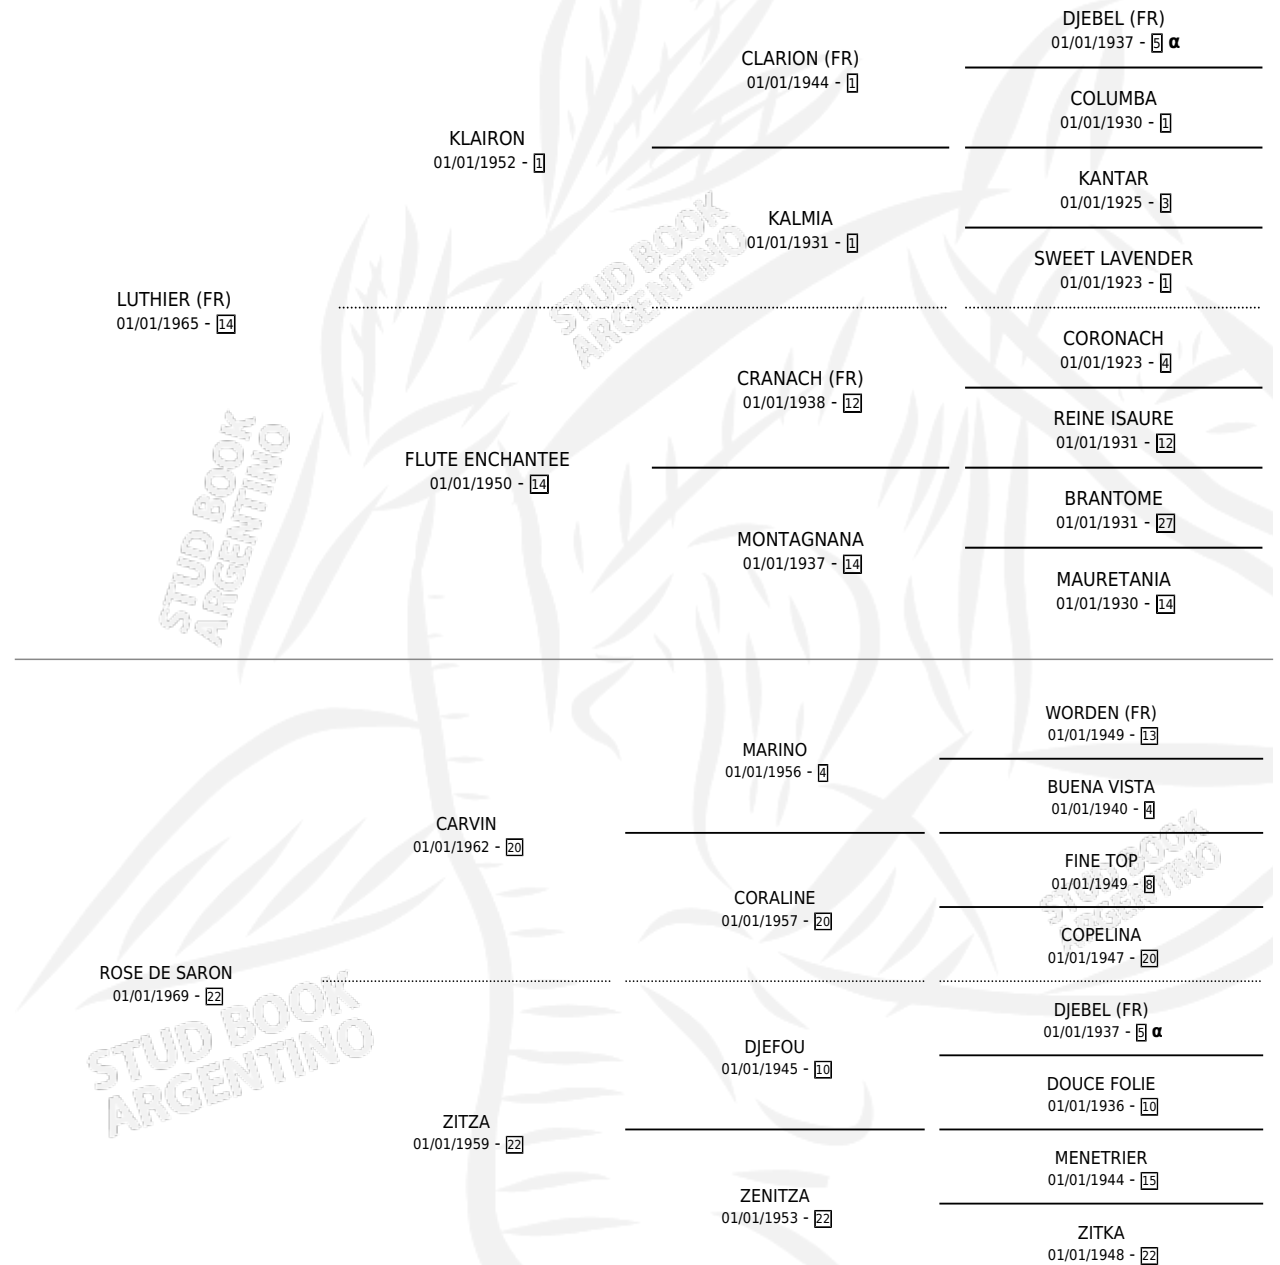 DJEBEL (FR)
01/01/1937 - 5 α
CLARION (FR)
01/01/1944 - 1
COLUMBA
01/01/1930 - 1
KLAIRON
01/01/1952 - 1
KANTAR
01/01/1925 - 3
KALMIA
01/01/1931 - 1
SWEET LAVENDER
01/01/1923 - 1
STUD BOOK
ARGENTINO
LUTHIER (FR)
01/01/1965 - 14
CORONACH
01/01/1923 - 4
CRANACH (FR)
01/01/1938 - 12
REINE ISAURE
01/01/1931 - 12
FLUTE ENCHANTEE
01/01/1950 - 14
BRANTOME
01/01/1931 - 27
MONTAGNANA
01/01/1937 - 14
MAURETANIA
01/01/1930 - 14
STUD BOOK
ARGENTINO
WORDEN (FR)
01/01/1949 - 13
MARINO
01/01/1956 - 4
BUENA VISTA
01/01/1940 - 4
CARVIN
01/01/1962 - 20
FINE TOP
01/01/1949 - 8
CORALINE
01/01/1957 - 20
COPELINA
01/01/1947 - 20
STUD BOOK
ARGENTINO
ROSE DE SARON
01/01/1969 - 22
DJEBEL (FR)
01/01/1937 - 5 α
DJEFOU
01/01/1945 - 10
DOUCE FOLIE
01/01/1936 - 10
ZITZA
01/01/1959 - 22
MENETRIER
01/01/1944 - 15
ZENITZA
01/01/1953 - 22
ZITKA
01/01/1948 - 22
STUD BOOK
ARGENTINO